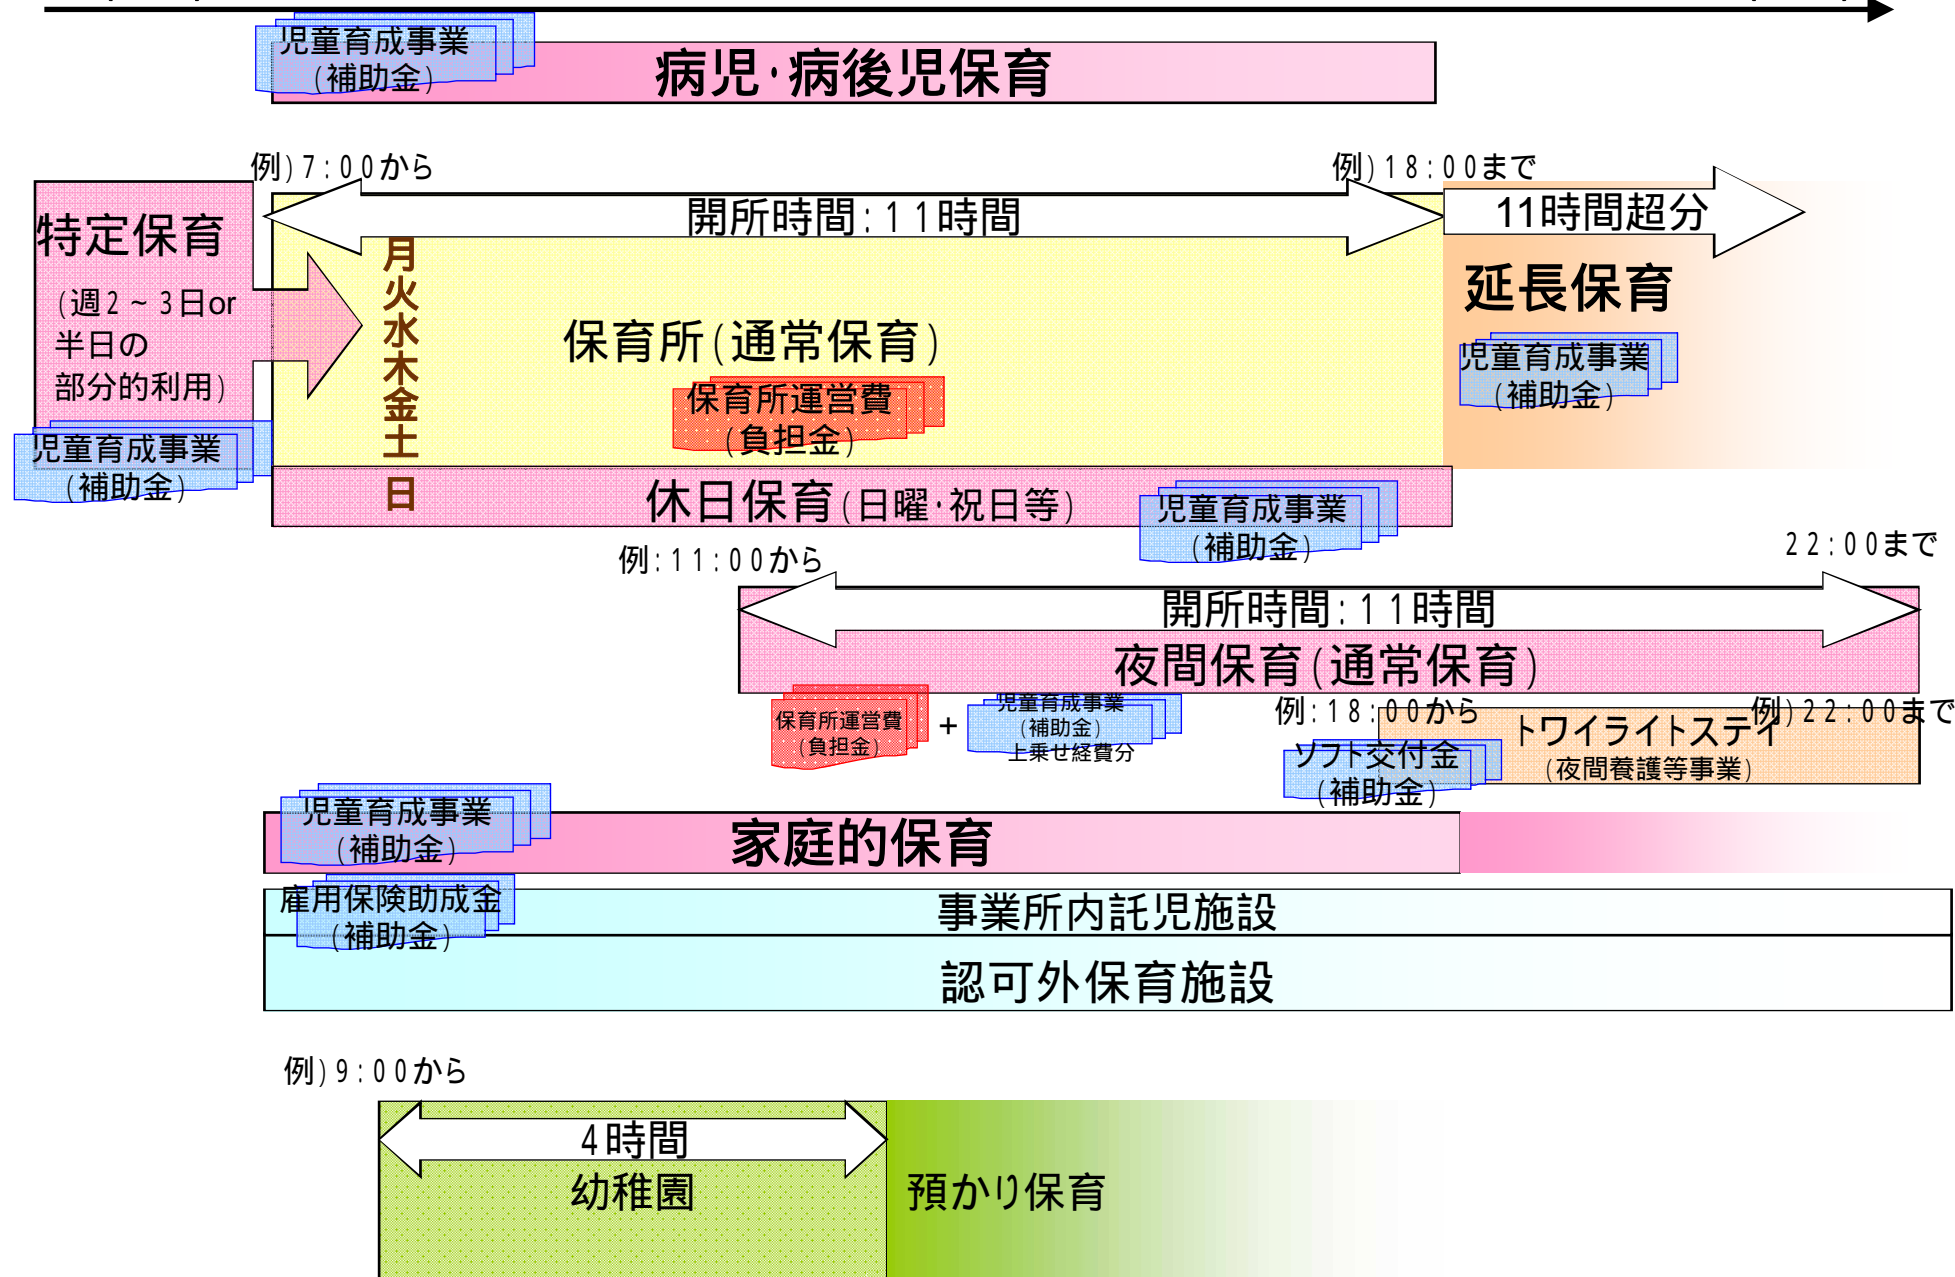 児童育成事業
(補助金)
病児・病後児保育
例)7:00から
例)18:00まで
特定保育
(週2~3日or
半日の
部分的利用)
児童育成事業
(補助金)
開所時間:11時間
11時間超分
月
火
水
木
金
土
日
保育所(通常保育)
保育所運営費
(負担金)
延長保育
児童育成事業
(補助金)
休日保育(日曜・祝日等)
児童育成事業
(補助金)
例:11:00から
22:00まで
開所時間:11時間
夜間保育(通常保育)
保育所運営費
(負担金)
+
児童育成事業
(補助金)
上乗せ経費分
例:18:00から
例)22:00まで
トワイライトステイ
(夜間養護等事業)
ソフト交付金
(補助金)
児童育成事業
(補助金)
家庭的保育
雇用保険助成金
(補助金)
事業所内託児施設
認可外保育施設
例)9:00から
4時間
幼稚園
預かり保育